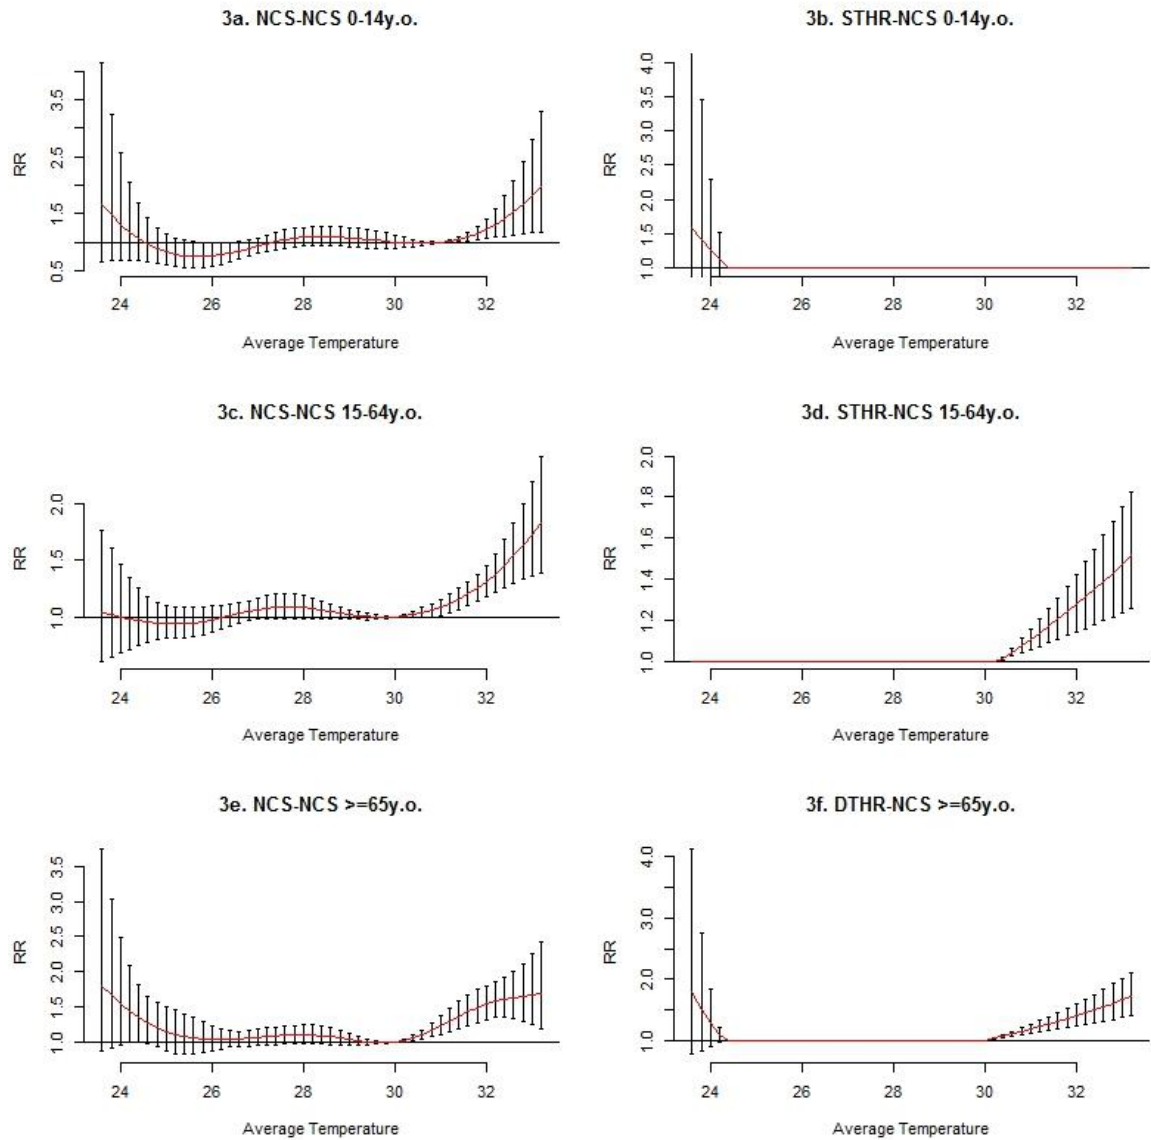 3a. NCS-NCS 0-14y.o.
RR
0.5 1.5 2.5 3.5
24 26 28 30 32
Average Temperature
3b. STHR-NCS 0-14y.o.
RR
1.0 1.5 2.0 2.5 3.0 3.5 4.0
24 26 28 30 32
Average Temperature
3c. NCS-NCS 15-64y.o.
RR
1.0 1.5 2.0
24 26 28 30 32
Average Temperature
3d. STHR-NCS 15-64y.o.
RR
1.0 1.2 1.4 1.6 1.8 2.0
24 26 28 30 32
Average Temperature
3e. NCS-NCS >=65y.o.
RR
1.0 1.5 2.0 2.5 3.0 3.5
24 26 28 30 32
Average Temperature
3f. DTHR-NCS >=65y.o.
RR
1.0 2.0 3.0 4.0
24 26 28 30 32
Average Temperature